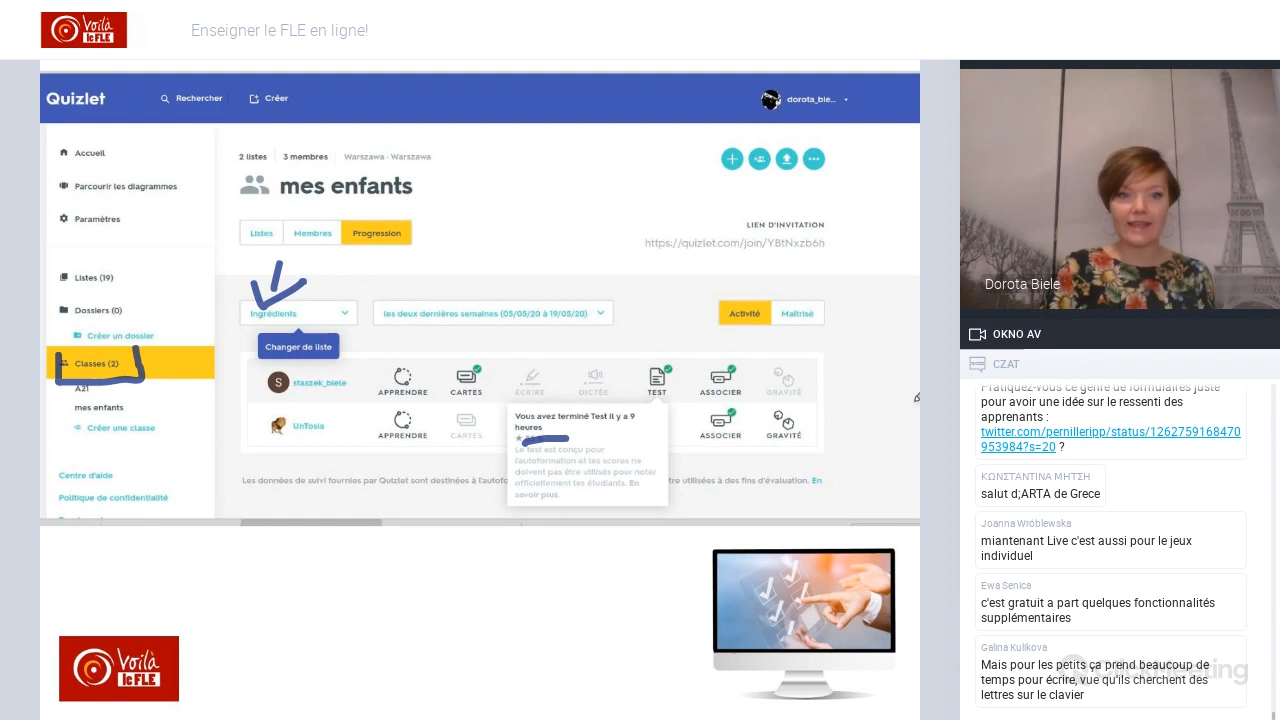 Voilà
le FLE
Enseigner le FLE en ligne!
Quizlet
Rechercher
Créer
dorota_bie...
Accueil
Parcourir les diagrammes
Paramètres
Listes (19)
Dossiers (0)
Créer un dossier
Classes (2)
A21
mes enfants
Créer une classe
Centre d'aide
Politique de confidentialité
2 listes
3 membres
Warszawa · Warszawa
mes enfants
Listes
Membres
Progression
LIEN D'INVITATION
https://quizlet.com/join/YBtNxzb6h
Ingrédients
les deux dernières semaines (05/05/20 à 19/05/20)
Activité
Maîtrisé
Changer de liste
S
staszek_biele
APPRENDRE
CARTES
ÉCRIRE
DICTÉE
TEST
ASSOCIER
GRAVITÉ
UnTosia
APPRENDRE
CARTES
ASSOCIER
GRAVITÉ
Vous avez terminé Test il y a 9
heures
Le test est conçu pour
l'autoformation et les scores ne
doivent pas être utilisés pour noter
officiellement les étudiants. En
savoir plus.
Les données de suivi fournies par Quizlet sont destinées à l'autofo
tre utilisées à des fins d'évaluation. En
Voilà
le FLE
Dorota Biele
OKNO AV
CZAT
Pratiquez-vous ce genre de formulaires juste
pour avoir une idée sur le ressenti des
apprenants :
twitter.com/pernilleripp/status/1262759168470
953984?s=20 ?
ΚΩΝΣΤΑΝΤΙΝΑ ΜΗΤΣΗ
salut d;ARTA de Grece
Joanna Wróblewska
miantenant Live c'est aussi pour le jeux
individuel
Ewa Senica
c'est gratuit a part quelques fonctionnalités
supplémentaires
Galina Kulikova
Mais pour les petits ça prend beaucoup de
temps pour écrire, vue qu'ils cherchent des
lettres sur le clavier
ClickMeeting